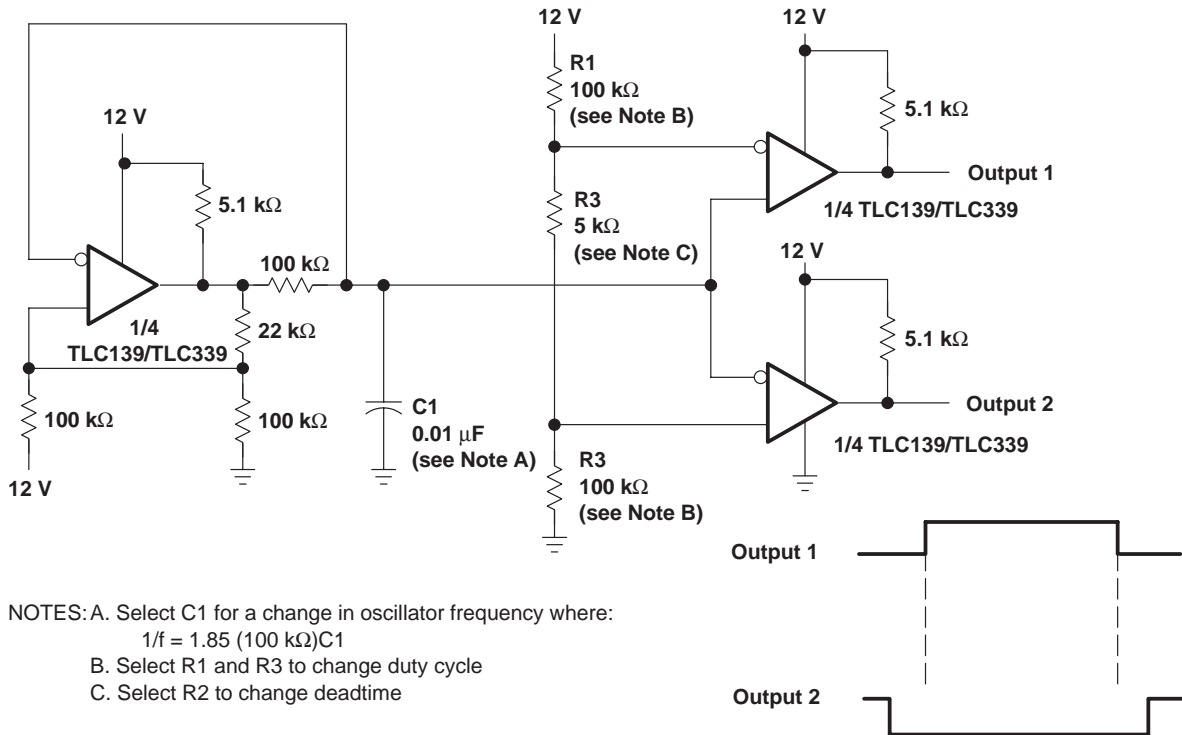 12 V
12 V
R1
100 kΩ
(see Note B)
5.1 kΩ
12 V
Output 1
5.1 kΩ
R3
5 kΩ
(see Note C)
1/4 TLC139/TLC339
12 V
100 kΩ
1/4
TLC139/TLC339
22 kΩ
5.1 kΩ
100 kΩ
100 kΩ
C1
0.01 μF
(see Note A)
Output 2
1/4 TLC139/TLC339
12 V
R3
100 kΩ
(see Note B)
Output 1
NOTES: A. Select C1 for a change in oscillator frequency where:
1/f = 1.85 (100 kΩ)C1
B. Select R1 and R3 to change duty cycle
C. Select R2 to change deadtime
Output 2